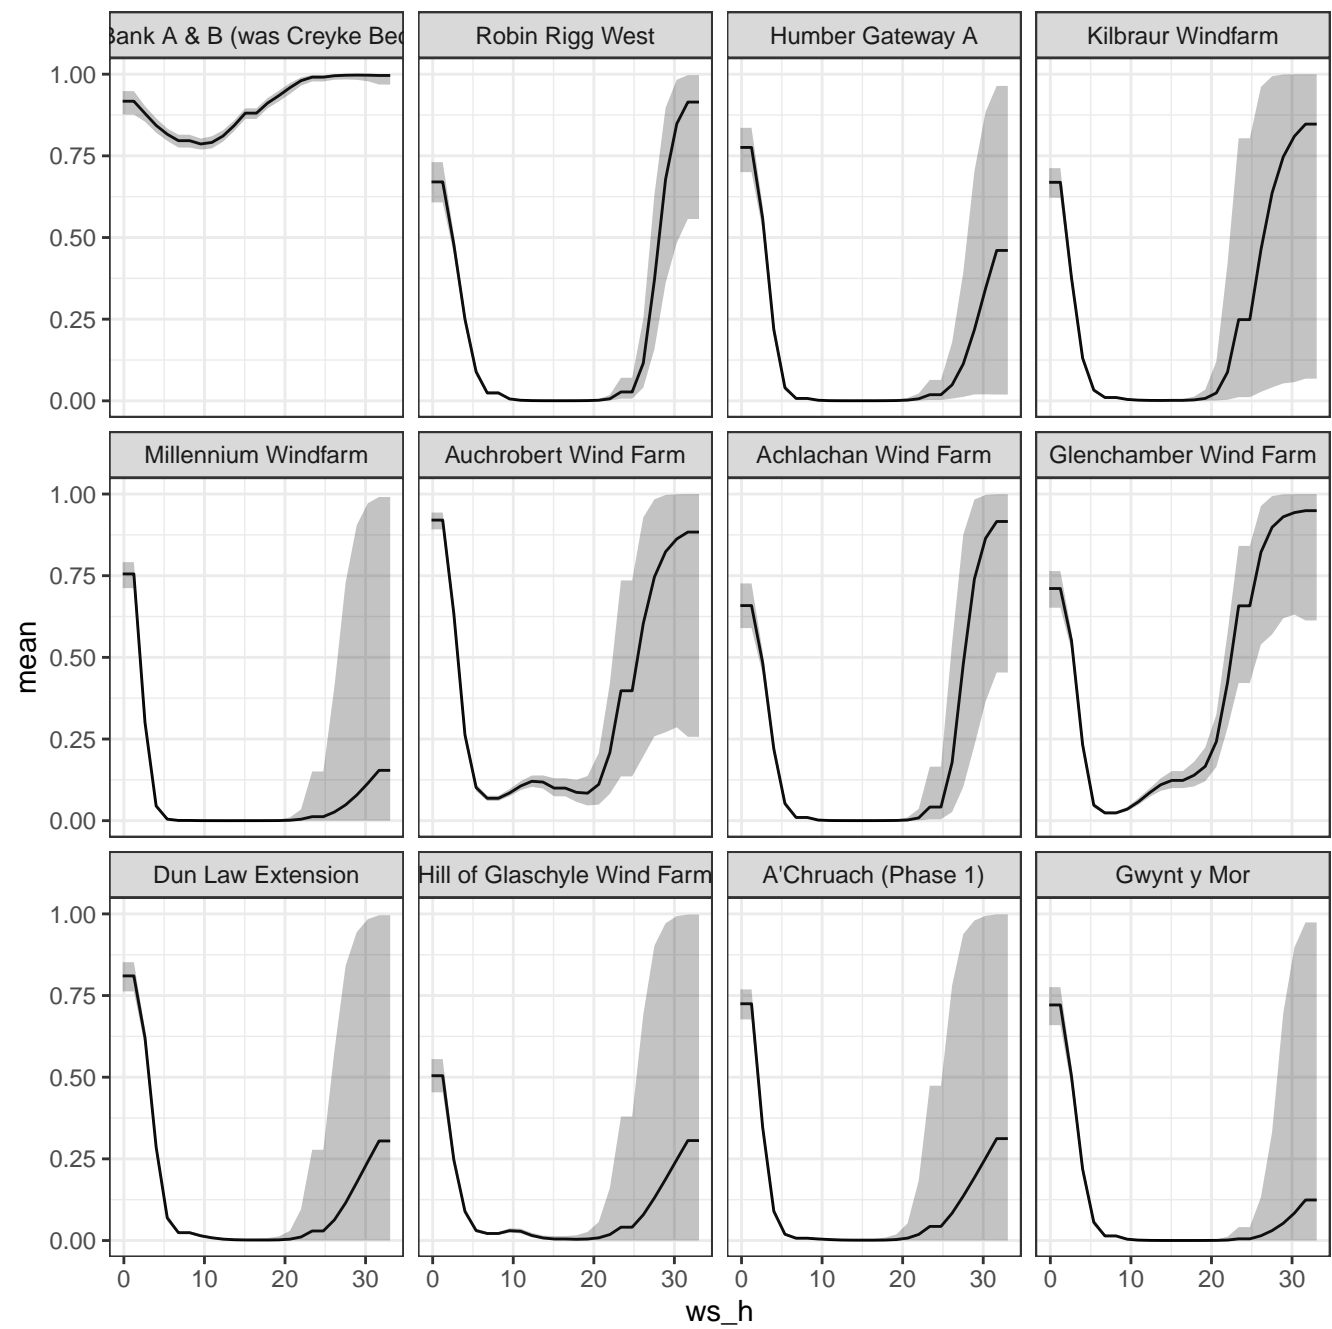 Bank A & B (was Creyke Bec
Robin Rigg West
Humber Gateway A
Kilbraur Windfarm
1.00
0.75
0.50
0.25
0.00
Millennium Windfarm
Auchrobert Wind Farm
Achlachan Wind Farm
Glenchamber Wind Farm
1.00
0.75
0.50
0.25
0.00
mean
Dun Law Extension
Hill of Glaschyle Wind Farm
A'Chruach (Phase 1)
Gwynt y Mor
1.00
0.75
0.50
0.25
0.00
0 10 20 30 0 10 20 30 0 10 20 30 0 10 20 30
ws_h